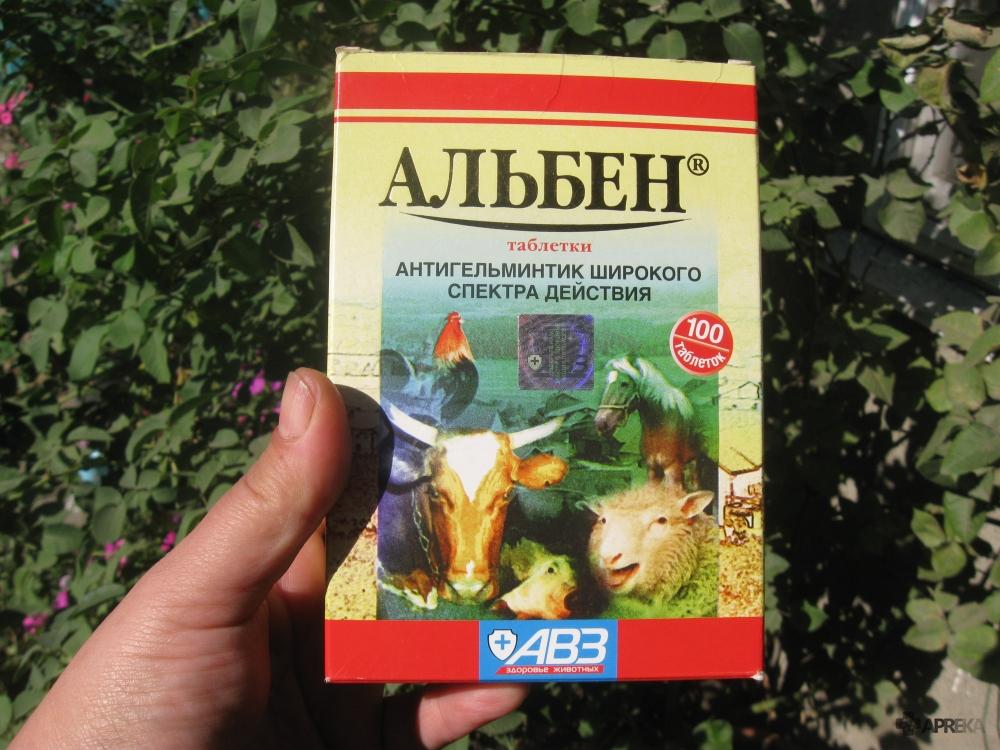 АЛЬБЕН®
таблетки
АНТИГЕЛЬМИНТИК ШИРОКОГО
СПЕКТРА ДЕЙСТВИЯ
100
таблеток
АВЗ
ЗДОРОВЬЕ ЖИВОТНЫХ
APREKA